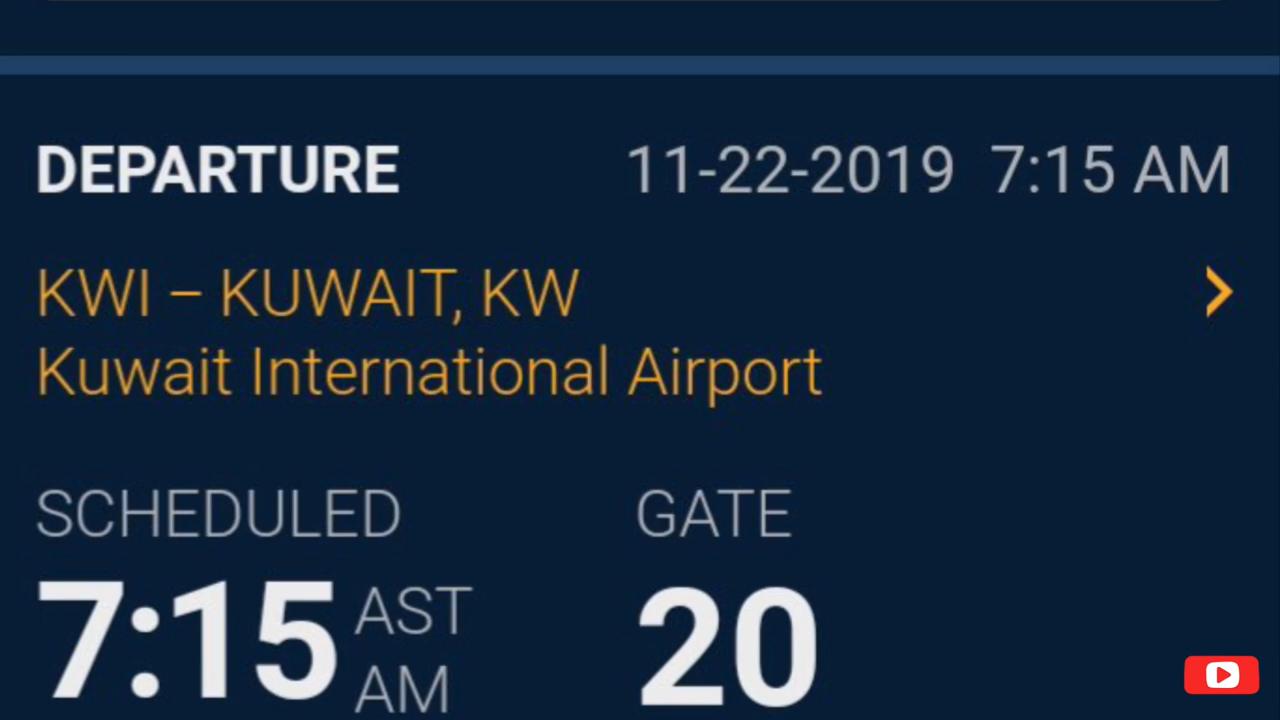 DEPARTURE 11-22-2019 7:15 AM
KWI – KUWAIT, KW
Kuwait International Airport
SCHEDULED GATE
7:15 AST AM 20